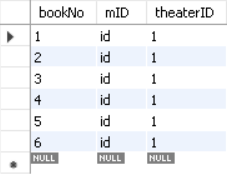 bookNo mID theaterID
1 id 1
2 id 1
3 id 1
4 id 1
5 id 1
6 id 1
NULL NULL NULL